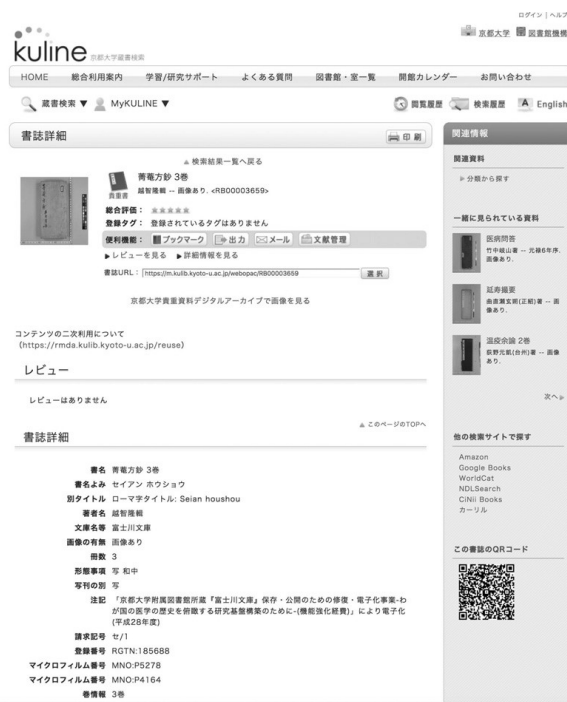 ログイン | ヘルプ
京都大学 図書館機構
kuline 京都大学蔵書検索
HOME 総合利用案内 学習/研究サポート よくある質問 図書館・室一覧 開館カレンダー お問い合わせ
蔵書検索 ▼ MyKULINE ▼ 閲覧履歴 検索履歴 A English
書誌詳細
印刷
▲ 検索結果一覧へ戻る
貴重書
菁菴方鈔 3巻
越智隆輯 -- 画像あり. <RB00003659>
総合評価： ★★★★★
登録タグ： 登録されているタグはありません
便利機能： ブックマーク 出力 メール 文献管理
▶レビューを見る ▶詳細情報を見る
書誌URL： https://m.kulib.kyoto-u.ac.jp/webopac/RB00003659 選択
京都大学貴重資料デジタルアーカイブで画像を見る
コンテンツの二次利用について
(https://rmda.kulib.kyoto-u.ac.jp/reuse)
レビュー
レビューはありません
▲ このページのTOPへ
書誌詳細
書名 菁菴方鈔 3巻
書名よみ セイアン ホウショウ
別タイトル ローマ字タイトル: Seian houshou
著者名 越智隆輯
文庫名等 富士川文庫
画像の有無 画像あり
冊数 3
形態事項 写 和中
写刊の別 写
注記 「京都大学附属図書館所蔵『富士川文庫』保存・公開のための修復・電子化事業-わ
が国の医学の歴史を俯瞰する研究基盤構築のために-(機能強化経費)」により電子化
(平成28年度)
請求記号 セ/1
登録番号 RGTN:185688
マイクロフィルム番号 MNO:P5278
マイクロフィルム番号 MNO:P4164
巻情報 3巻
関連情報
関連資料
▷ 分類から探す
一緒に見られている資料
医病問答
竹中岐山著 -- 元禄6年序.
画像あり.
延寿撮要
曲直瀬玄朔(正紹)著 -- 画
像あり.
温疫余論 2巻
荻野元凱(台州)著 -- 画像
あり.
次へ▷
他の検索サイトで探す
Amazon
Google Books
WorldCat
NDLSearch
CiNii Books
カーリル
この書誌のQRコード